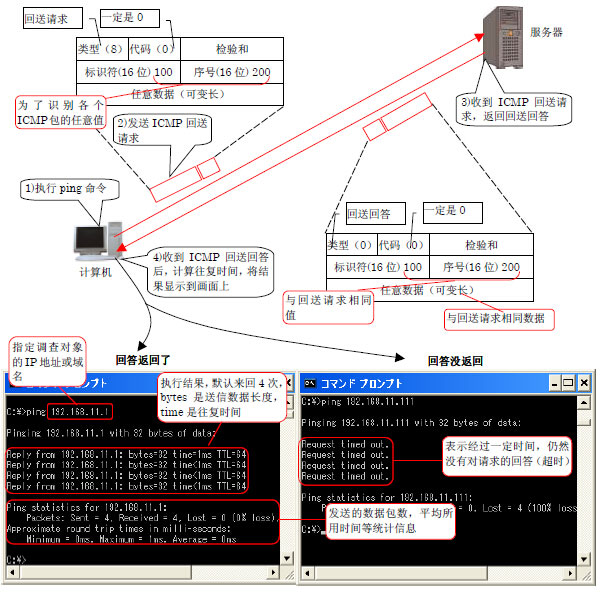 回送请求
一定是0
类型（8）
代码（0）
检验和
标识符(16 位) 100
序号(16 位) 200
任意数据（可变长）
为了识别各个
ICMP包的任意值
2)发送 ICMP 回送
请求
1)执行 ping 命令
计算机
服务器
3)收到 ICMP 回送请
求，返回回送回答
4)收到 ICMP 回送回答
后，计算往复时间，将结
果显示到画面上
回送回答
一定是0
类型（0）
代码（0）
检验和
标识符(16 位) 100
序号(16 位) 200
任意数据（可变长）
与回送请求相同
值
与回送请求相同数据
回答返回了
回答没返回
指定调查对象
的 IP 地址或域
名
执行结果，默认来回 4 次，
bytes 是送信数据长度，
time 是往复时间
C:¥>ping 192.168.11.1
Pinging 192.168.11.1 with 32 bytes of data:
Reply from 192.168.11.1: bytes=32 time=1ms TTL=64
Reply from 192.168.11.1: bytes=32 time<1ms TTL=64
Reply from 192.168.11.1: bytes=32 time<1ms TTL=64
Reply from 192.168.11.1: bytes=32 time<1ms TTL=64
Ping statistics for 192.168.11.1:
Packets: Sent = 4, Received = 4, Lost = 0 (0% loss),
Approximate round trip times in milli-seconds:
Minimum = 0ms, Maximum = 1ms, Average = 0ms
C:¥>
コマンド プロンプト
C:¥>ping 192.168.11.111
Pinging 192.168.11.111 with 32 bytes of data:
Request timed out.
Request timed out.
Request timed out.
Request timed out.
表示经过一定时间，仍然
没有对请求的回答（超时）
Ping statistics for 192.168.11.111:
= 0, Lost = 4 (100% loss
C:¥>
发送的数据包数，平均所
用时间等统计信息